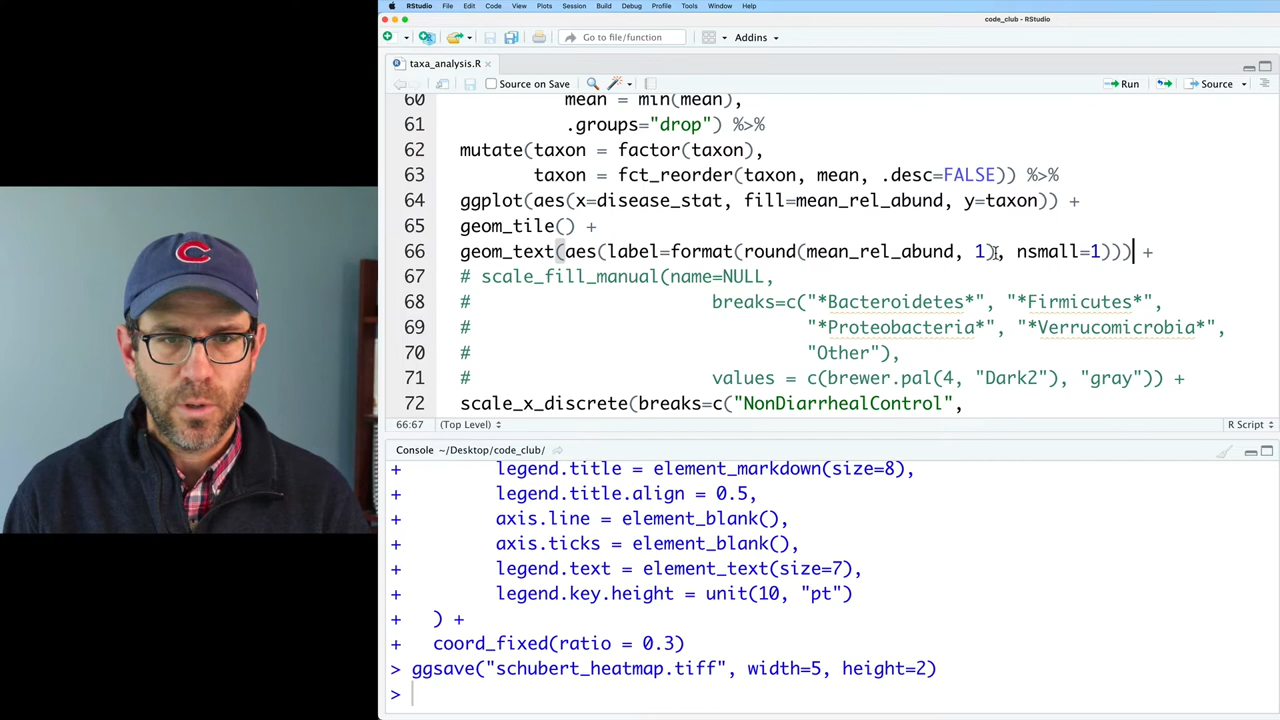 RStudio File Edit Code View Plots Session Build Debug Profile Tools Window Help
code_club - RStudio
Go to file/function Addins
taxa_analysis.R
Source on Save Run Source
60 mean = min(mean),
61 .groups="drop") %>%
62 mutate(taxon = factor(taxon),
63 taxon = fct_reorder(taxon, mean, .desc=FALSE)) %>%
64 ggplot(aes(x=disease_stat, fill=mean_rel_abund, y=taxon)) +
65 geom_tile() +
66 geom_text(aes(label=format(round(mean_rel_abund, 1), nsmall=1))) +
67 # scale_fill_manual(name=NULL,
68 # breaks=c("*Bacteroidetes*", "*Firmicutes*",
69 # "*Proteobacteria*", "*Verrucomicrobia*",
70 # "Other"),
71 # values = c(brewer.pal(4, "Dark2"), "gray")) +
72 scale_x_discrete(breaks=c("NonDiarrhealControl",
66:67 (Top Level) R Script
Console ~/Desktop/code_club/
+ legend.title = element_markdown(size=8),
+ legend.title.align = 0.5,
+ axis.line = element_blank(),
+ axis.ticks = element_blank(),
+ legend.text = element_text(size=7),
+ legend.key.height = unit(10, "pt")
+ ) +
+ coord_fixed(ratio = 0.3)
> ggsave("schubert_heatmap.tiff", width=5, height=2)
>